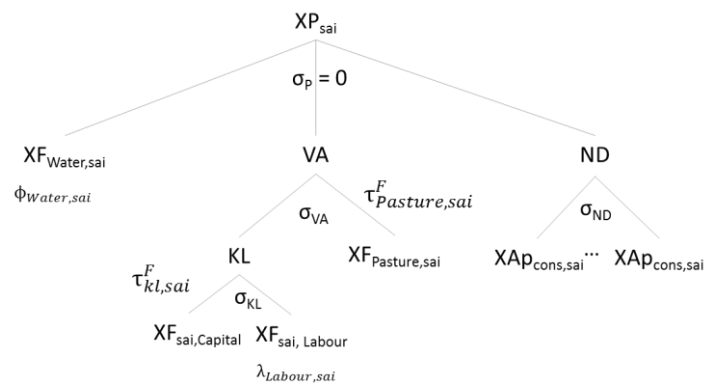 XP_sai
σ_P = 0
XF_Water,sai VA ND
ϕ_Water,sai
τ^F_Pasture,sai
σ_VA σ_ND
KL XF_Pasture,sai XAp_cons,sai ... XAp_cons,sai
τ^F_kl,sai
σ_KL
XF_sai,Capital XF_sai, Labour
λ_Labour,sai